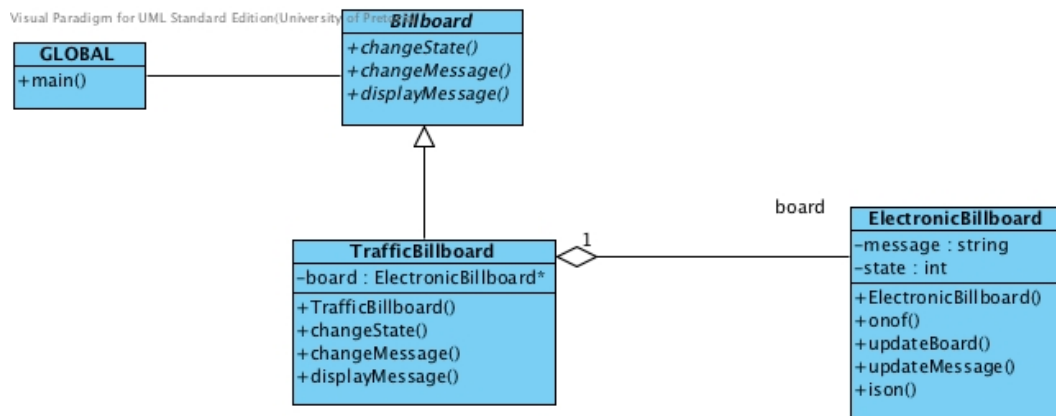 Visual Paradigm for UML Standard Edition(University of Pretoria)
Billboard
+changeState()
+changeMessage()
+displayMessage()
GLOBAL
+main()
TrafficBillboard
-board : ElectronicBillboard*
+TrafficBillboard()
+changeState()
+changeMessage()
+displayMessage()
1
board
ElectronicBillboard
-message : string
-state : int
+ElectronicBillboard()
+onof()
+updateBoard()
+updateMessage()
+ison()